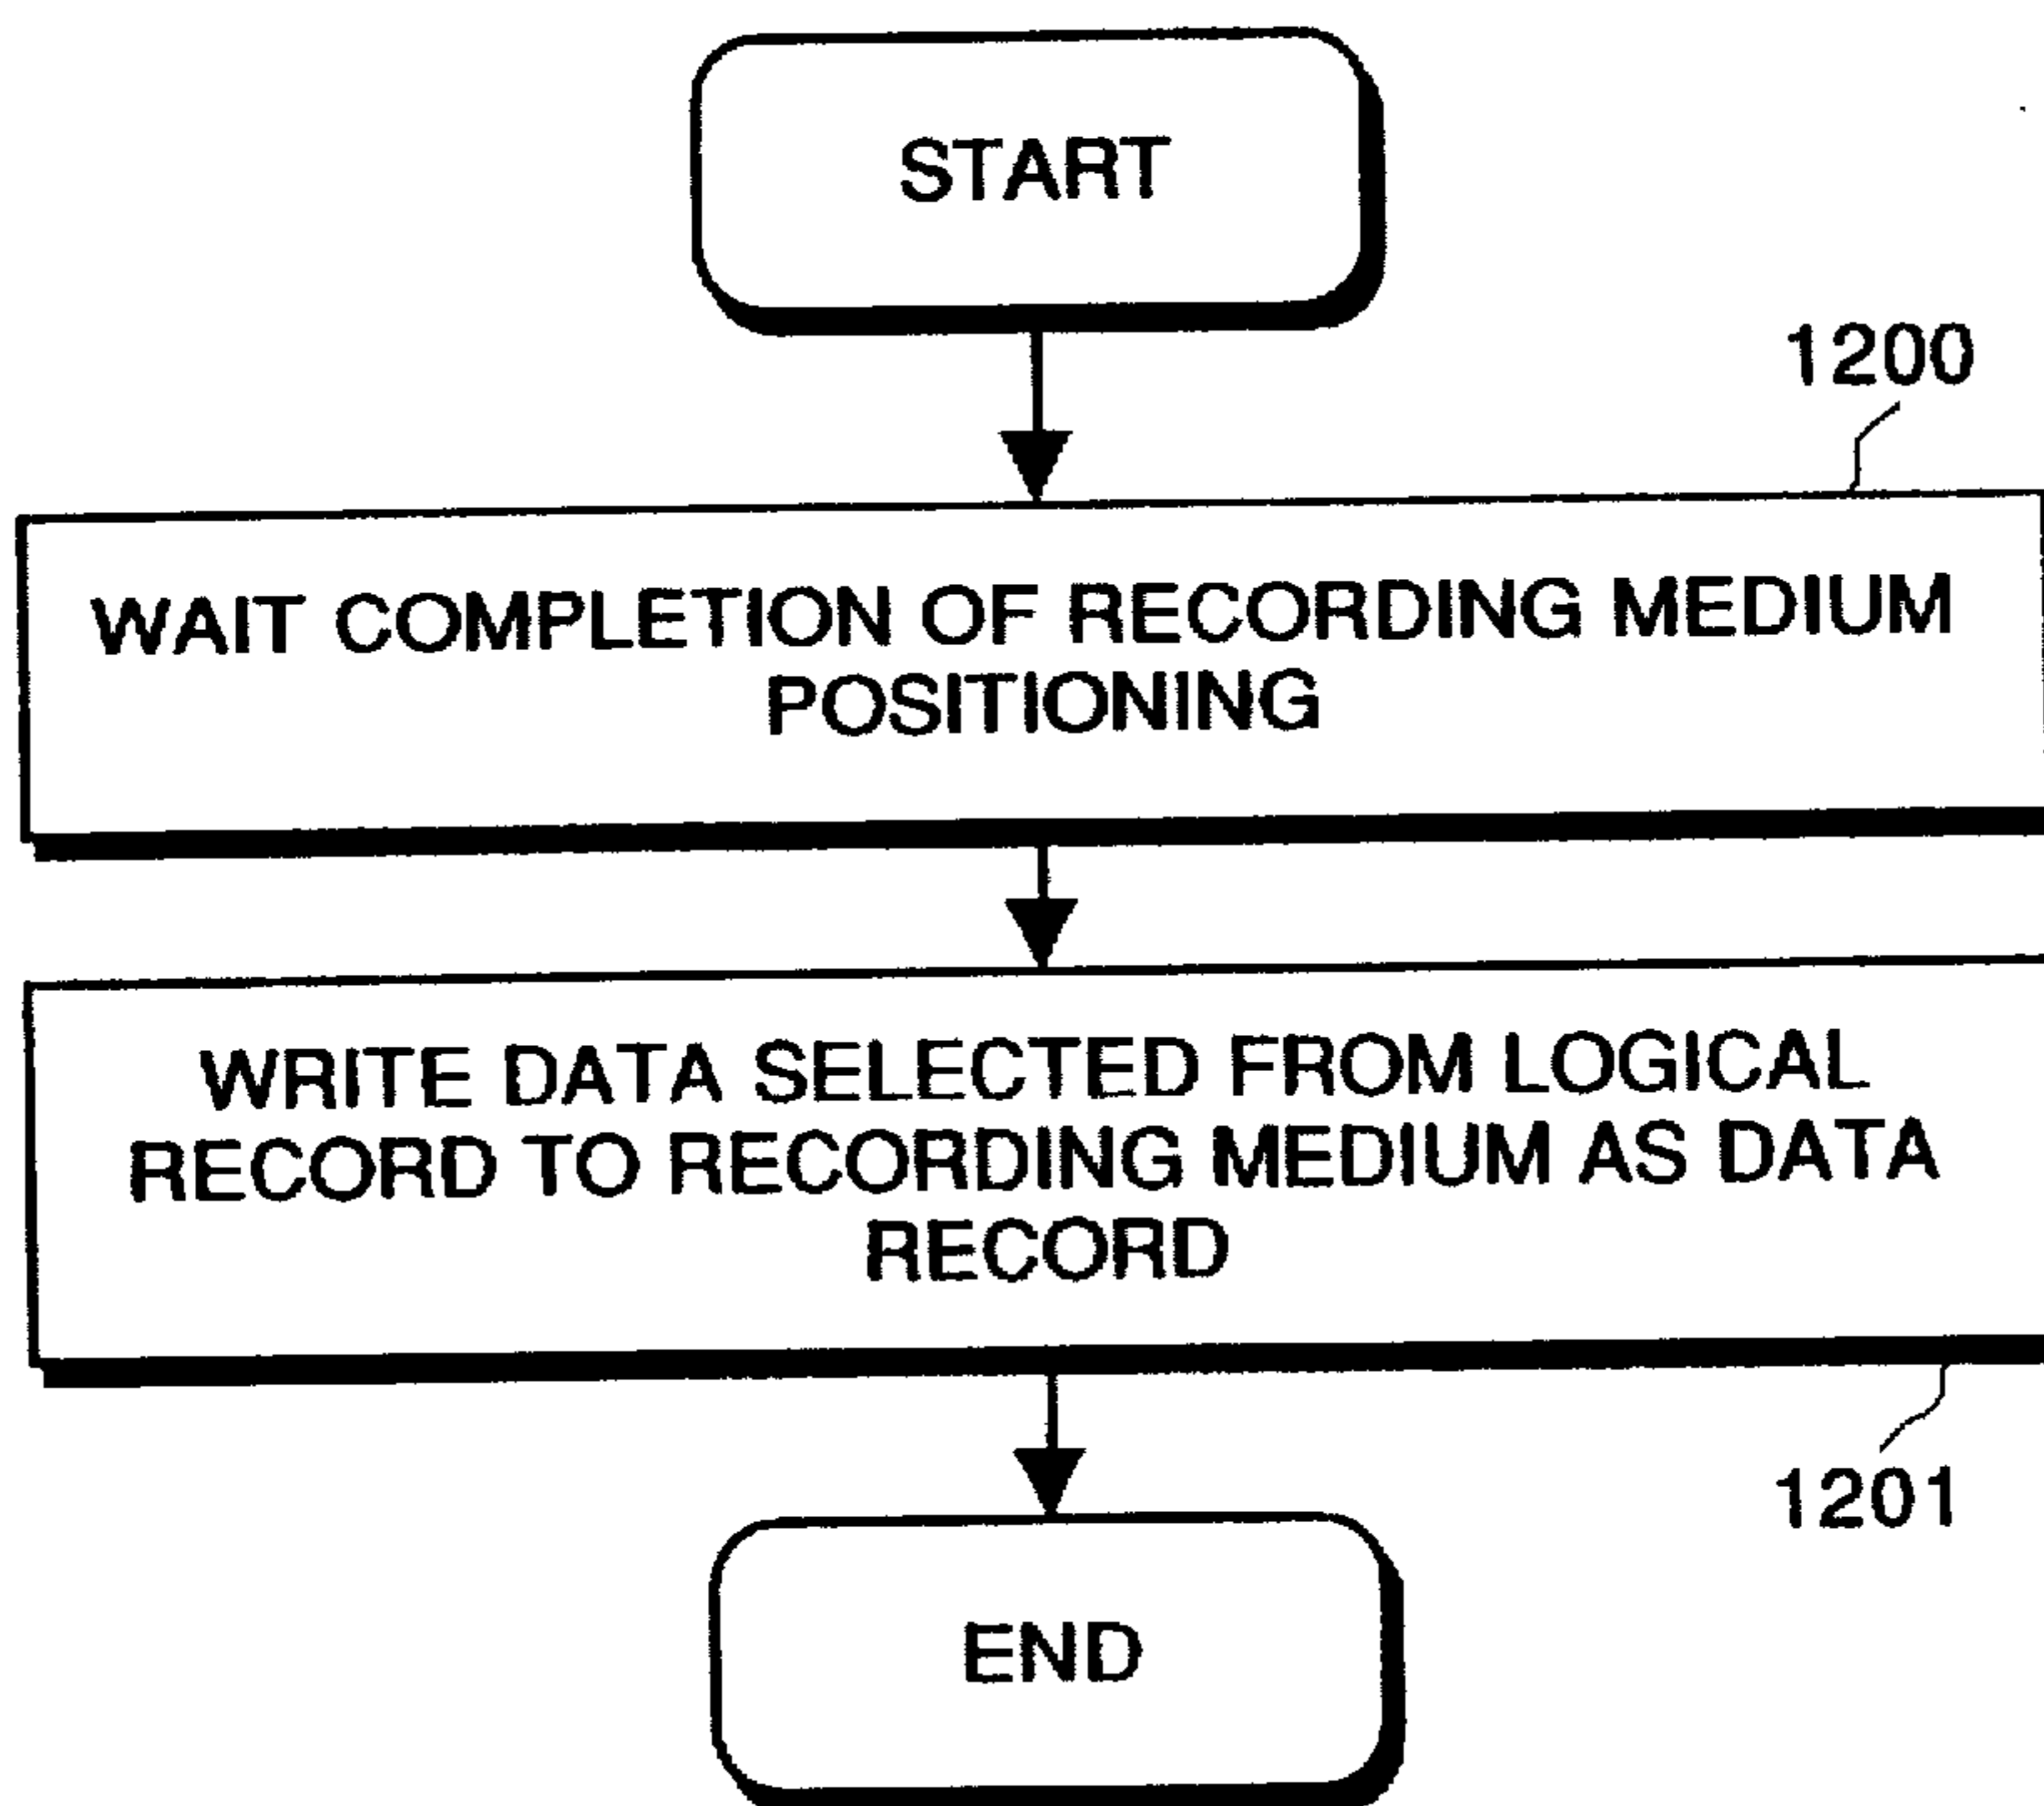 START
1200
WAIT COMPLETION OF RECORDING MEDIUM
POSITIONING
WRITE DATA SELECTED FROM LOGICAL
RECORD TO RECORDING MEDIUM AS DATA
RECORD
1201
END